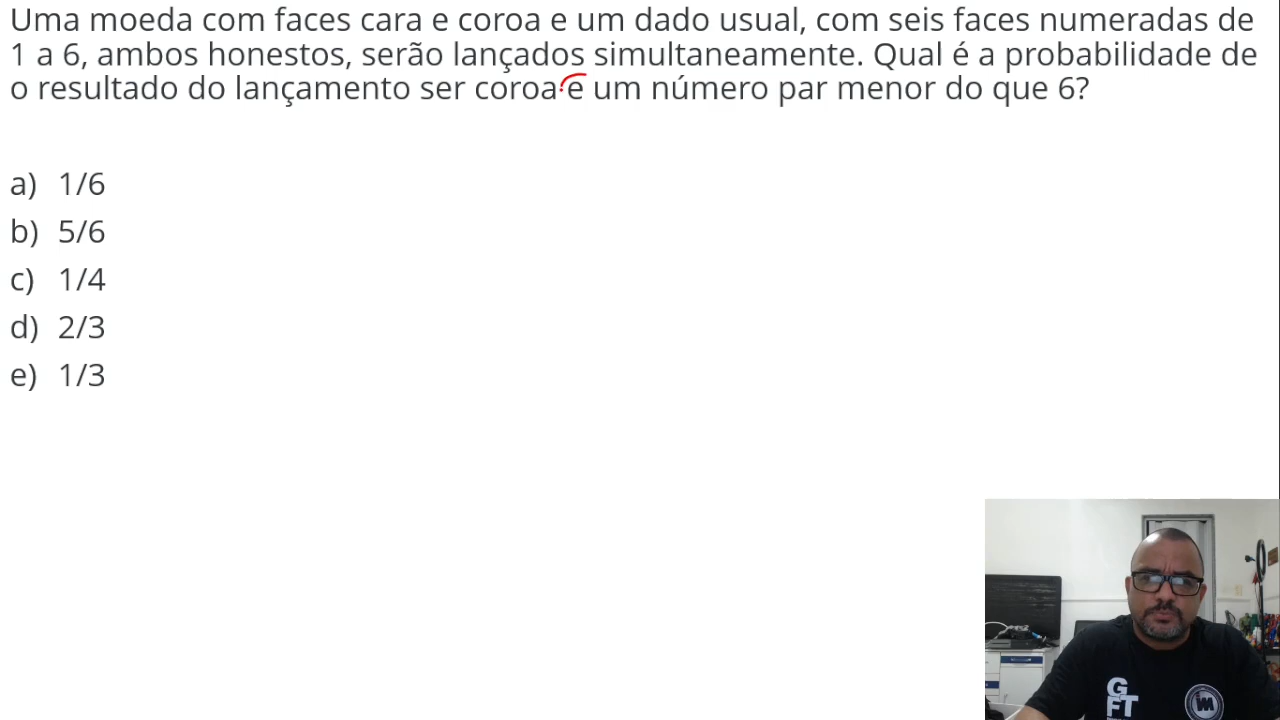 Uma moeda com faces cara e coroa e um dado usual, com seis faces numeradas de
1 a 6, ambos honestos, serão lançados simultaneamente. Qual é a probabilidade de
o resultado do lançamento ser coroa e um número par menor do que 6?
a) 1/6
b) 5/6
c) 1/4
d) 2/3
e) 1/3
G
FT